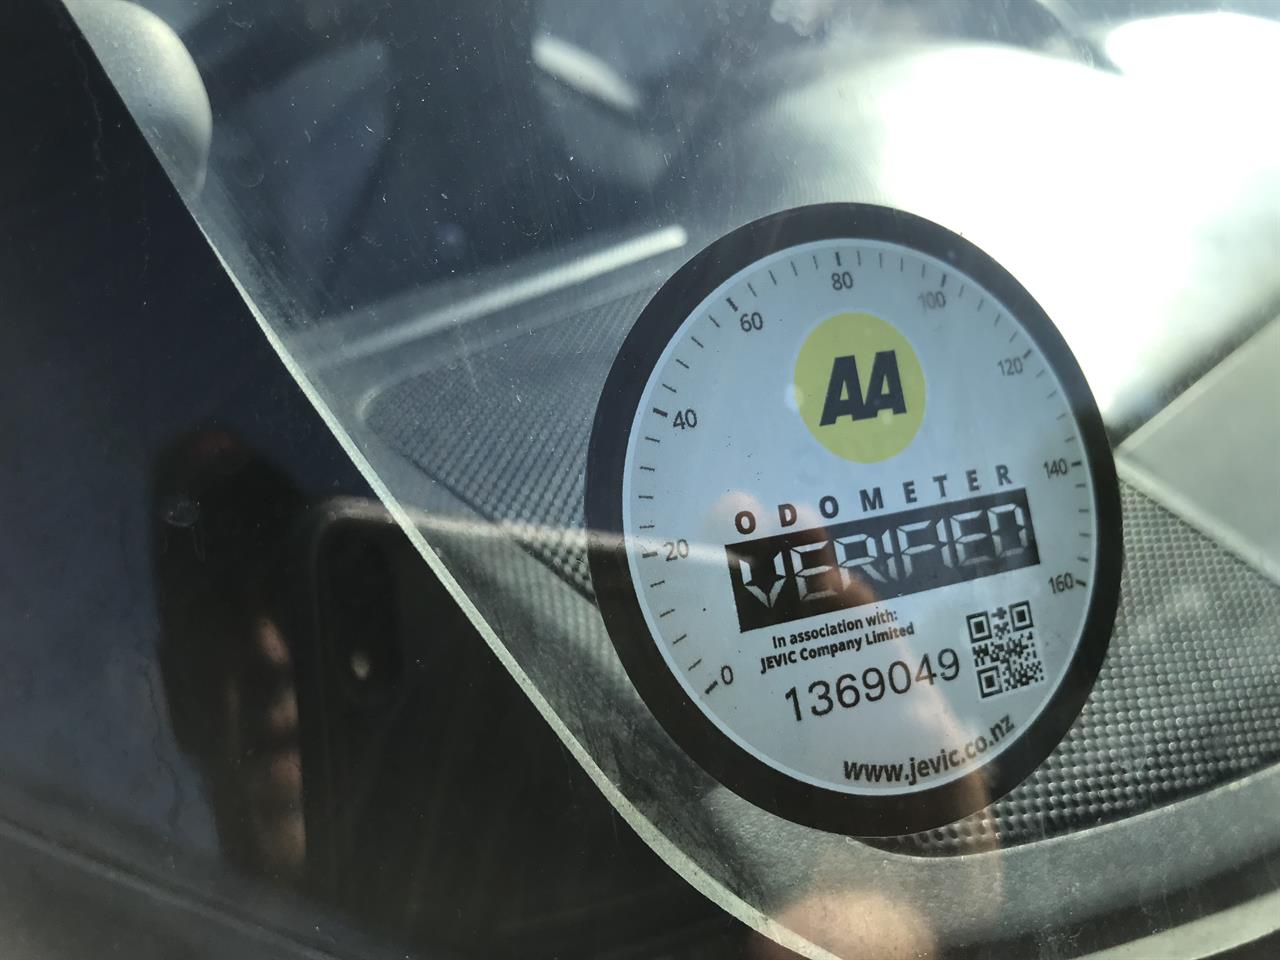 0
20
40
60
80
100
120
140
160
AA
ODOMETER
VERIFIED
In association with:
JEVIC Company Limited
1369049
www.jevic.co.nz